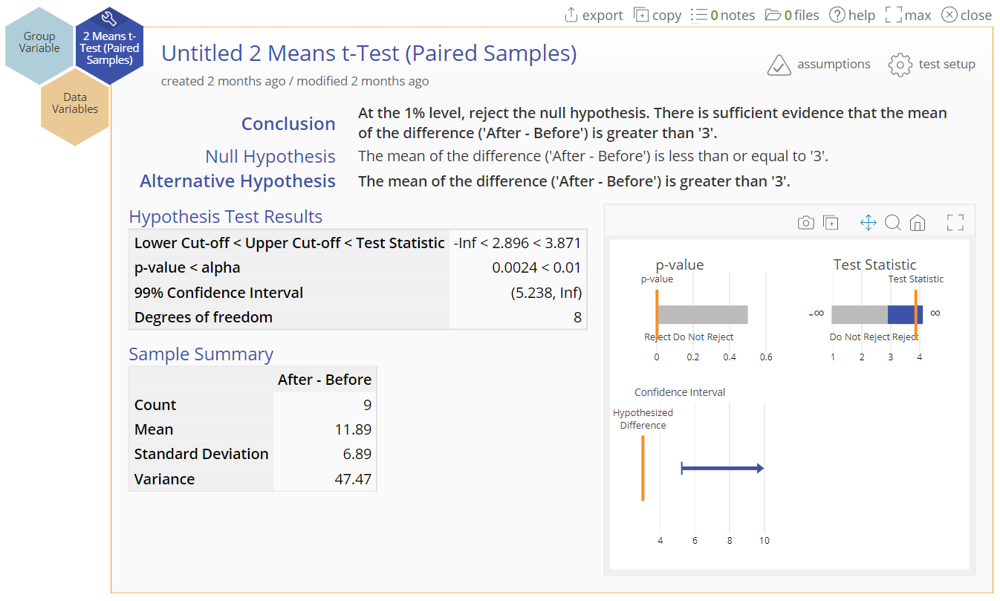 export copy 0 notes 0 files help max close
Group
Variable
2 Means t-
Test (Paired
Samples)
Data
Variables
Untitled 2 Means t-Test (Paired Samples)
created 2 months ago / modified 2 months ago
assumptions test setup
Conclusion
At the 1% level, reject the null hypothesis. There is sufficient evidence that the mean
of the difference ('After - Before') is greater than '3'.
Null Hypothesis The mean of the difference ('After - Before') is less than or equal to '3'.
Alternative Hypothesis The mean of the difference ('After - Before') is greater than '3'.
Hypothesis Test Results
Lower Cut-off < Upper Cut-off < Test Statistic -Inf < 2.896 < 3.871
p-value < alpha 0.0024 < 0.01
99% Confidence Interval (5.238, Inf)
Degrees of freedom 8
Sample Summary
After - Before
Count 9
Mean 11.89
Standard Deviation 6.89
Variance 47.47
p-value
p-value
Reject Do Not Reject
0 0.2 0.4 0.6
Test Statistic
Test Statistic
-∞ ∞
Do Not Reject Reject
1 2 3 4
Confidence Interval
Hypothesized
Difference
4 6 8 10